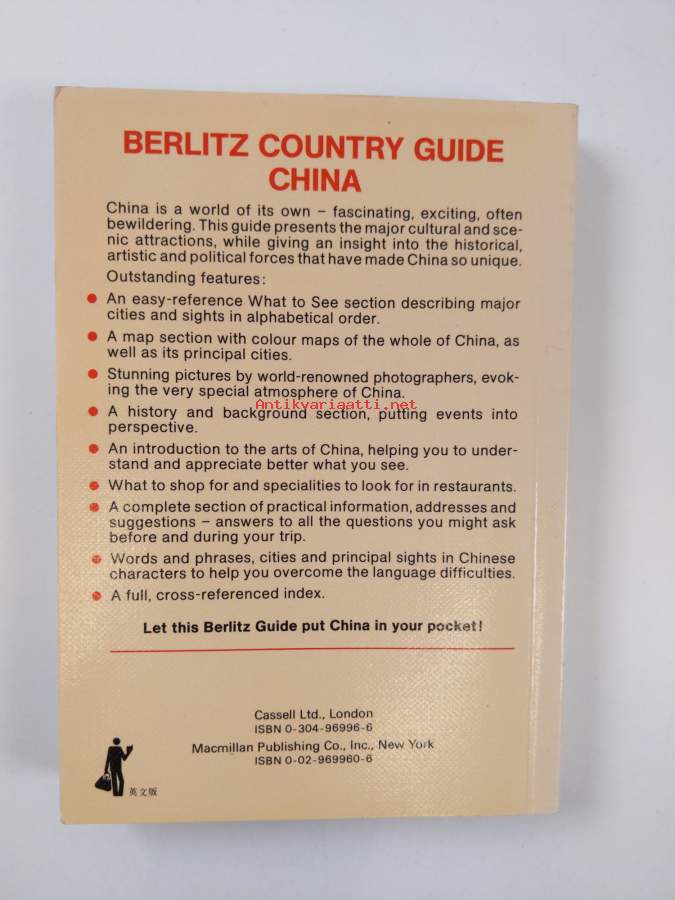 BERLITZ COUNTRY GUIDE
CHINA
China is a world of its own – fascinating, exciting, often
bewildering. This guide presents the major cultural and sce-
nic attractions, while giving an insight into the historical,
artistic and political forces that have made China so unique.
Outstanding features:
● An easy-reference What to See section describing major
cities and sights in alphabetical order.
● A map section with colour maps of the whole of China, as
well as its principal cities.
● Stunning pictures by world-renowned photographers, evok-
ing the very special atmosphere of China.
Antikvariaatti.net
● A history and background section, putting events into
perspective.
● An introduction to the arts of China, helping you to under-
stand and appreciate better what you see.
● What to shop for and specialities to look for in restaurants.
● A complete section of practical information, addresses and
suggestions – answers to all the questions you might ask
before and during your trip.
● Words and phrases, cities and principal sights in Chinese
characters to help you overcome the language difficulties.
● A full, cross-referenced index.
Let this Berlitz Guide put China in your pocket!
Cassell Ltd., London
ISBN 0-304-96996-6
Macmillan Publishing Co., Inc., New York
ISBN 0-02-969960-6
英文版